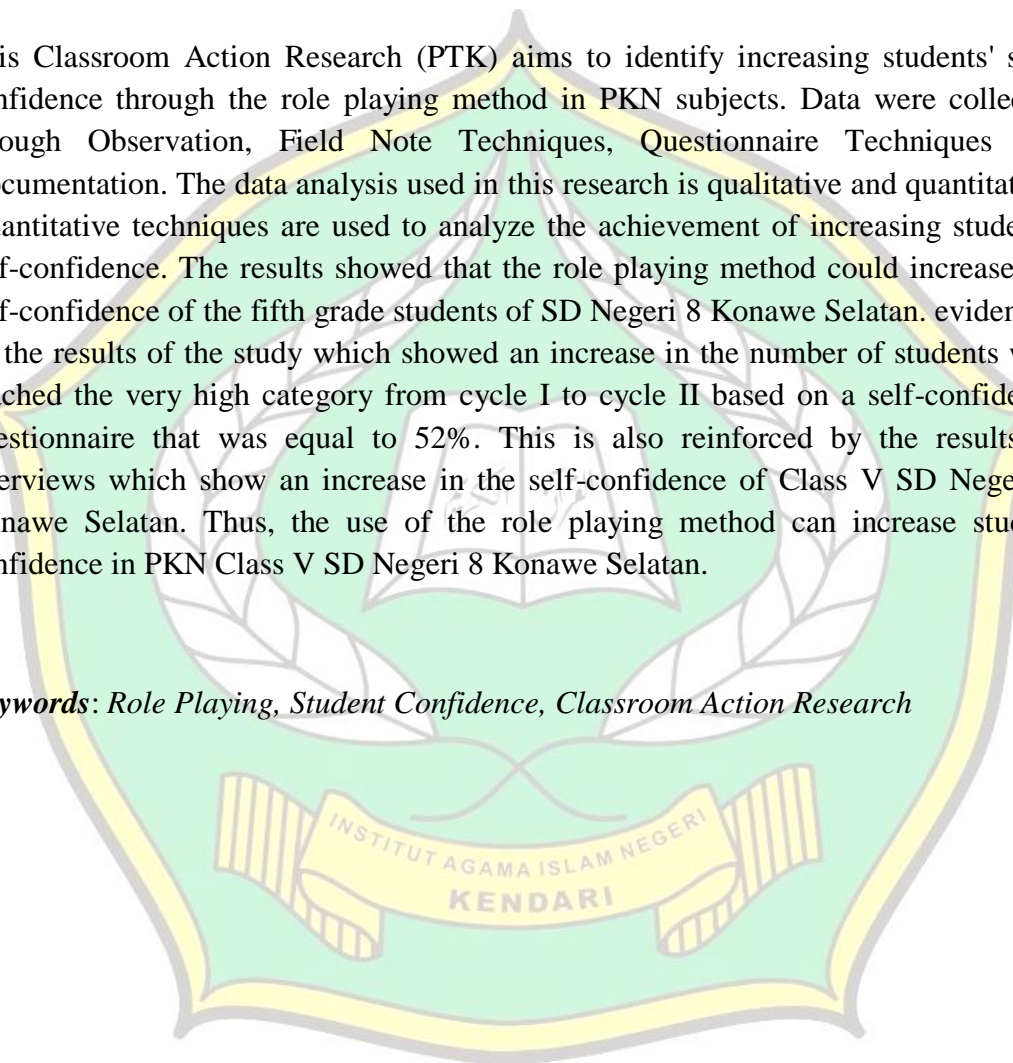 is Classroom Action Research (PTK) aims to identify increasing students' s
nfidence through the role playing method in PKN subjects. Data were collec
ough Observation, Field Note Techniques, Questionnaire Techniques
ocumentation. The data analysis used in this research is qualitative and quantitat
uantitative techniques are used to analyze the achievement of increasing stude
f-confidence. The results showed that the role playing method could increase
f-confidence of the fifth grade students of SD Negeri 8 Konawe Selatan. eviden
the results of the study which showed an increase in the number of students w
ached the very high category from cycle I to cycle II based on a self-confide
estionnaire that was equal to 52%. This is also reinforced by the results
erviews which show an increase in the self-confidence of Class V SD Nege
nawe Selatan. Thus, the use of the role playing method can increase stud
nfidence in PKN Class V SD Negeri 8 Konawe Selatan.
ywords: Role Playing, Student Confidence, Classroom Action Research
INSTITUT AGAMA ISLAM NEGERI
KENDARI